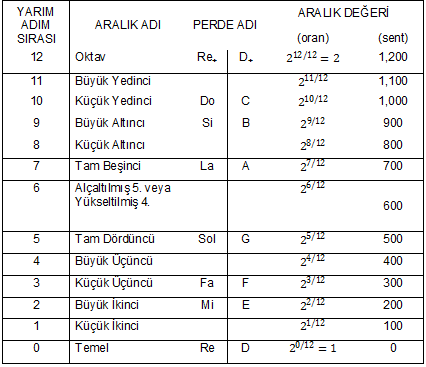 YARIM ADIM SIRASI ARALIK ADI PERDE ADI ARALIK DEĞERİ
(oran) (sent)
12 Oktav Re₊ D₊ 2^{12/12} = 2 1,200
11 Büyük Yedinci 2^{11/12} 1,100
10 Küçük Yedinci Do C 2^{10/12} 1,000
9 Büyük Altıncı Si B 2^{9/12} 900
8 Küçük Altıncı 2^{8/12} 800
7 Tam Beşinci La A 2^{7/12} 700
6 Alçaltılmış 5. veya 2^{6/12}
Yükseltilmiş 4. 600
5 Tam Dördüncü Sol G 2^{5/12} 500
4 Büyük Üçüncü 2^{4/12} 400
3 Küçük Üçüncü Fa F 2^{3/12} 300
2 Büyük İkinci Mi E 2^{2/12} 200
1 Küçük İkinci 2^{1/12} 100
0 Temel Re D 2^{0/12} = 1 0